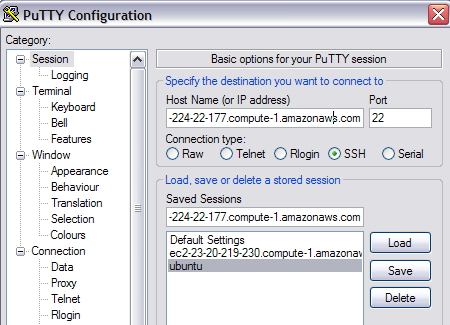 PuTTY Configuration
Category:
Session
Logging
Terminal
Keyboard
Bell
Features
Window
Appearance
Behaviour
Translation
Selection
Colours
Connection
Data
Proxy
Telnet
Rlogin
Basic options for your PuTTY session
Specify the destination you want to connect to
Host Name (or IP address) Port
-224-22-177.compute-1.amazonaws.com 22
Connection type:
Raw Telnet Rlogin SSH Serial
Load, save or delete a stored session
Saved Sessions
-224-22-177.compute-1.amazonaws.com
Default Settings
ec2-23-20-219-230.compute-1.amazonaw
ubuntu
Load
Save
Delete